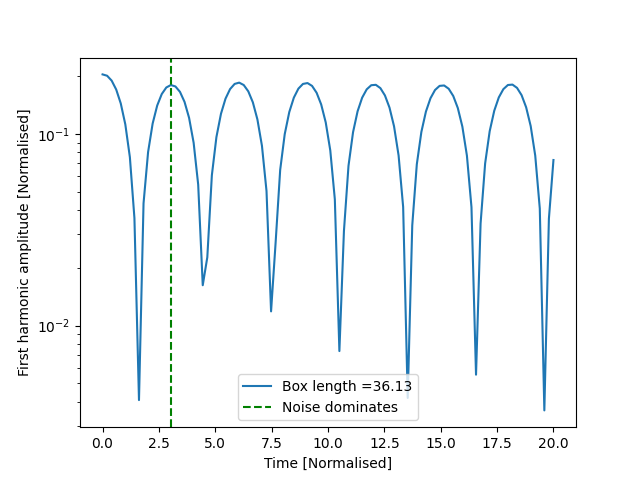 First harmonic amplitude [Normalised]
10⁻¹
10⁻²
Box length =36.13
Noise dominates
0.0 2.5 5.0 7.5 10.0 12.5 15.0 17.5 20.0
Time [Normalised]